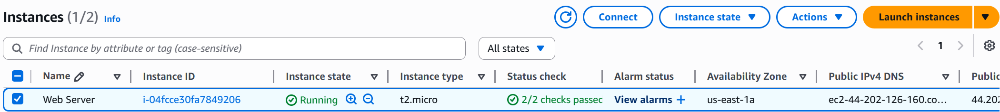 Instances (1/2) Info Connect Instance state Actions Launch instances
Find Instance by attribute or tag (case-sensitive) All states 1
Name Instance ID Instance state Instance type Status check Alarm status Availability Zone Public IPv4 DNS Public
Web Server i-04fcce30fa7849206 Running t2.micro 2/2 checks passed View alarms + us-east-1a ec2-44-202-126-160.co... 44.202